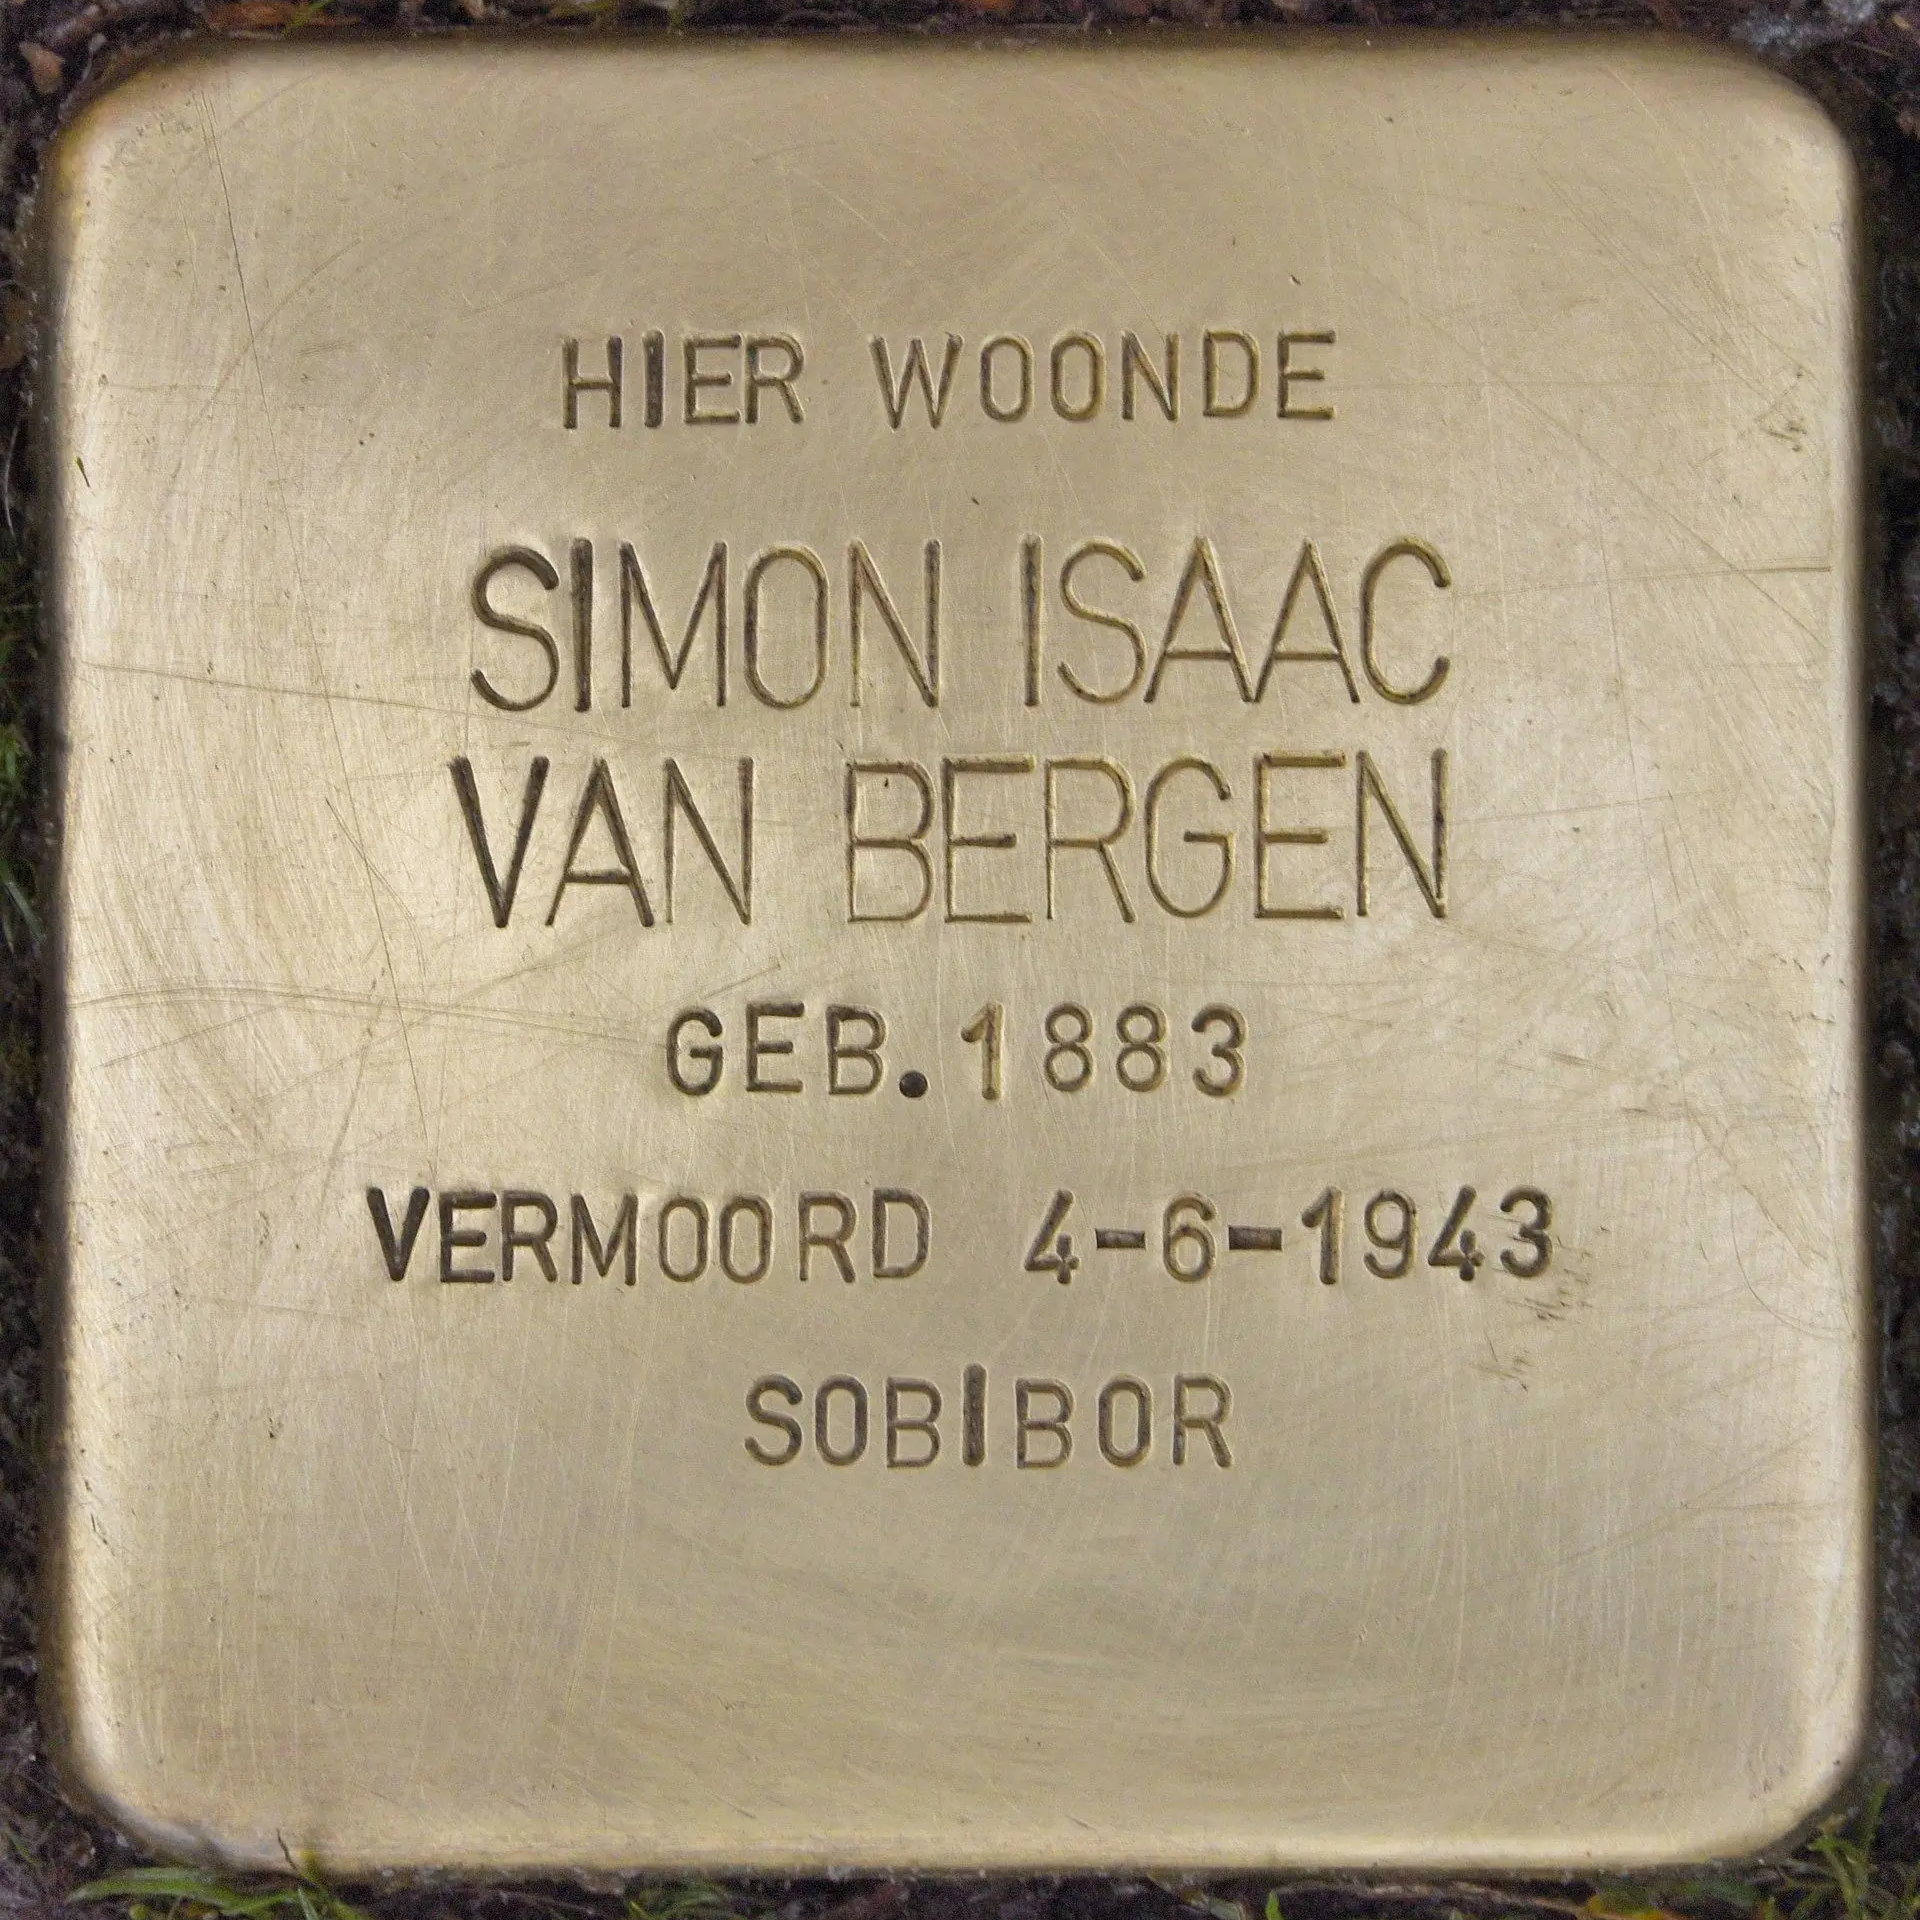 HIER WOONDE
SIMON ISAAC
VAN BERGEN
GEB. 1883
VERMOORD 4-6-1943
SOBIBOR